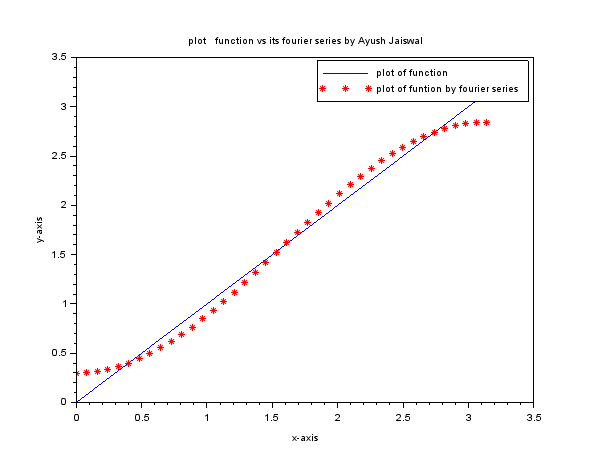 plot function vs its fourier series by Ayush Jaiswal
plot of function
plot of funtion by fourier series
y-axis
3.5
3
2.5
2
1.5
1
0.5
0
0 0.5 1 1.5 2 2.5 3 3.5
x-axis